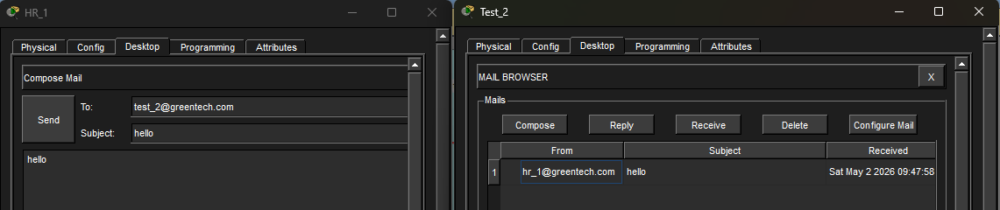 HR_1
Physical Config Desktop Programming Attributes
Compose Mail
Send
To: test_2@greentech.com
Subject: hello
hello
Test_2
Physical Config Desktop Programming Attributes
MAIL BROWSER X
Mails
Compose Reply Receive Delete Configure Mail
From Subject Received
1 hr_1@greentech.com hello Sat May 2 2026 09:47:58